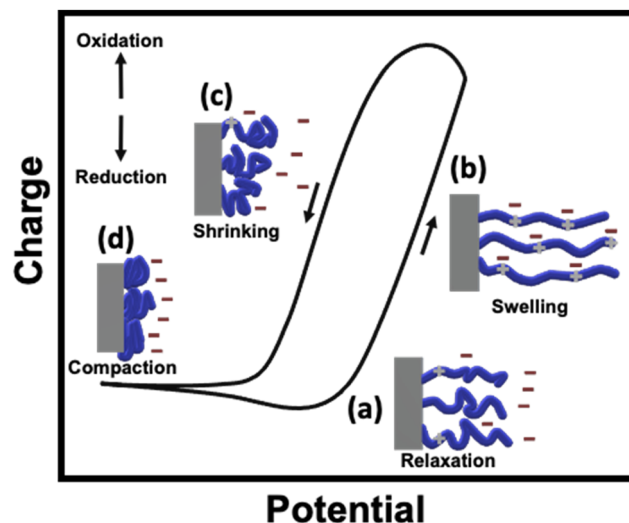 Oxidation
Reduction
(c)
Shrinking
(b)
Swelling
(d)
Compaction
(a)
Relaxation
Charge
Potential